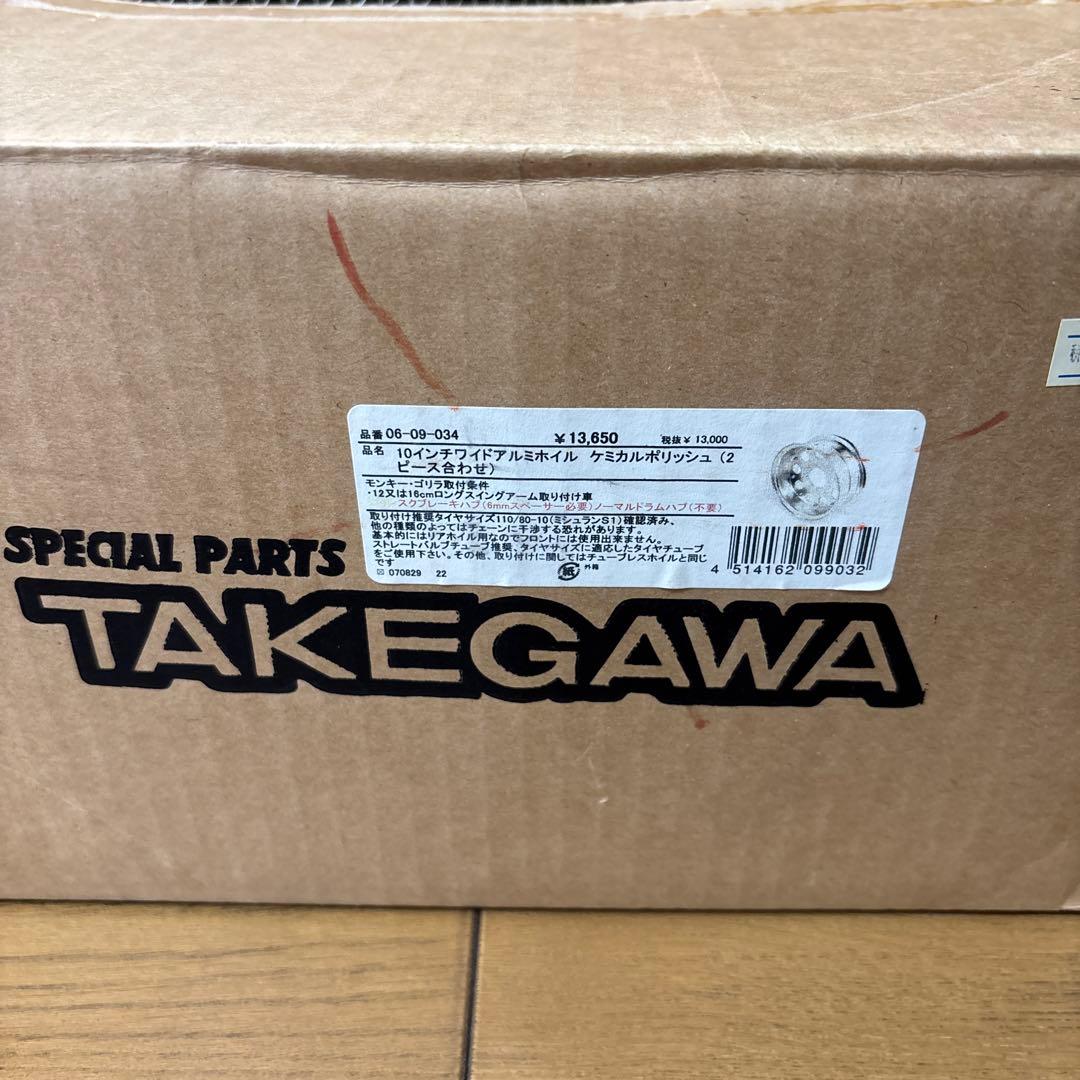 品番 06-09-034 ¥13,650 税抜¥ 13,000
品名 10インチワイドアルミホイル ケミカルポリッシュ(2
ピース合わせ)
モンキー・ゴリラ取付条件
・12又は16cmロングスイングアーム取り付け車
スクブレーキハブ(6mmスペーサー必要)ノーマルドラムハブ(不要)
取り付け推奨タイヤサイズ110/80-10(ミシュランS1)確認済み、
他の種類のよってはチェーンに干渉する恐れがあります。
基本的にはリアホイル用なのでフロントには使用出来ません。
ストレートバルブチューブ推奨、タイヤサイズに適応したタイヤチューブ
をご使用下さい。その他、取り付けに関してはチューブレスホイルと同じ
です
070829 22
紙 外箱
4 514162 099032
SPECIAL PARTS
TAKEGAWA